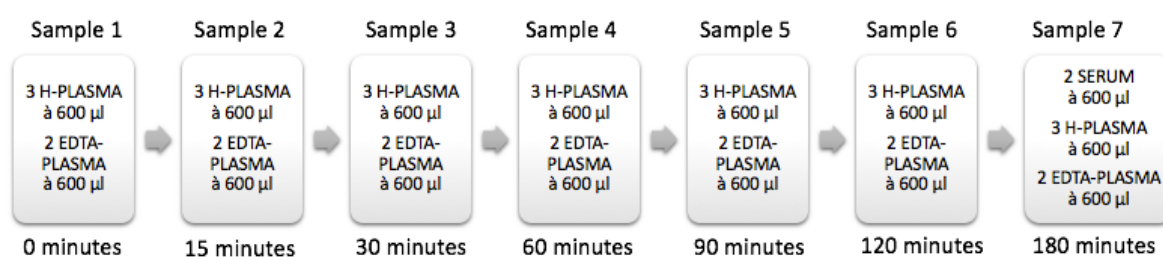 Sample 1
Sample 2
Sample 3
Sample 4
Sample 5
Sample 6
Sample 7
3 H-PLASMA
à 600 µl
2 EDTA-
PLASMA
à 600 µl
3 H-PLASMA
à 600 µl
2 EDTA-
PLASMA
à 600 µl
3 H-PLASMA
à 600 µl
2 EDTA-
PLASMA
à 600 µl
3 H-PLASMA
à 600 µl
2 EDTA-
PLASMA
à 600 µl
3 H-PLASMA
à 600 µl
2 EDTA-
PLASMA
à 600 µl
3 H-PLASMA
à 600 µl
2 EDTA-
PLASMA
à 600 µl
2 SERUM
à 600 µl
3 H-PLASMA
à 600 µl
2 EDTA-PLASMA
à 600 µl
0 minutes
15 minutes
30 minutes
60 minutes
90 minutes
120 minutes
180 minutes